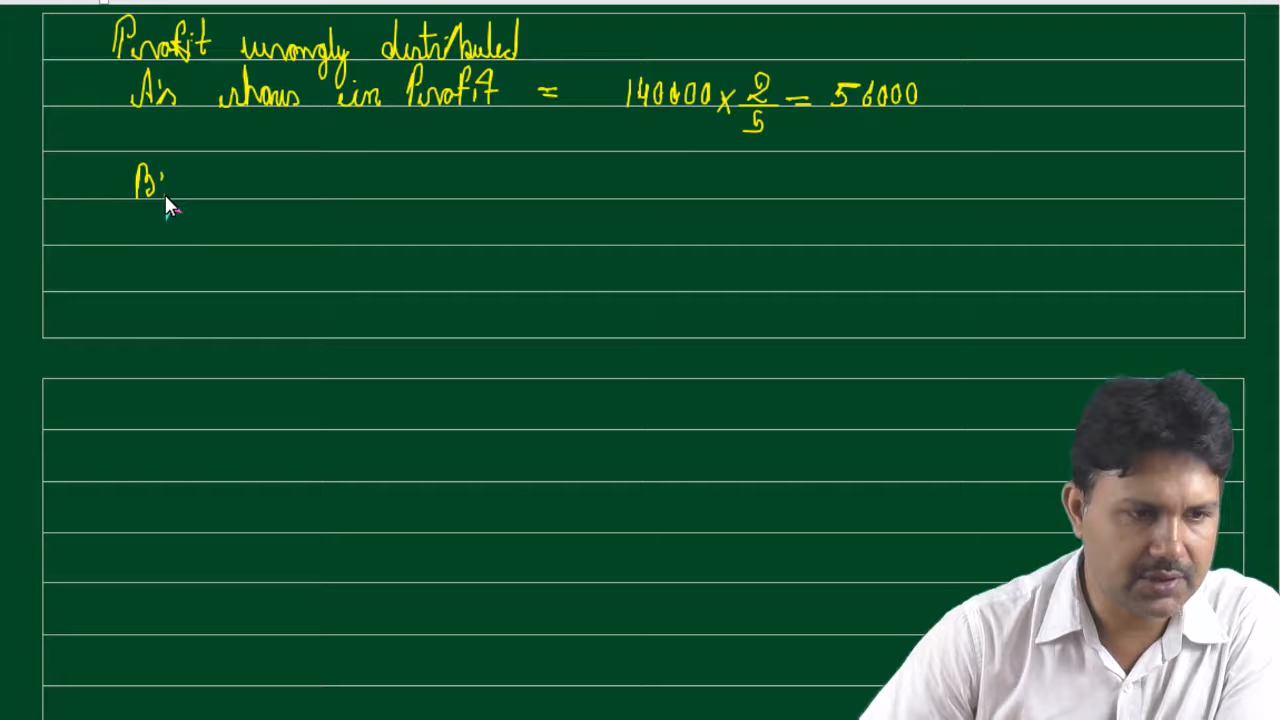 Profit wrongly distributed
A's share in Profit = 140000 × 2/5 = 56000
B'